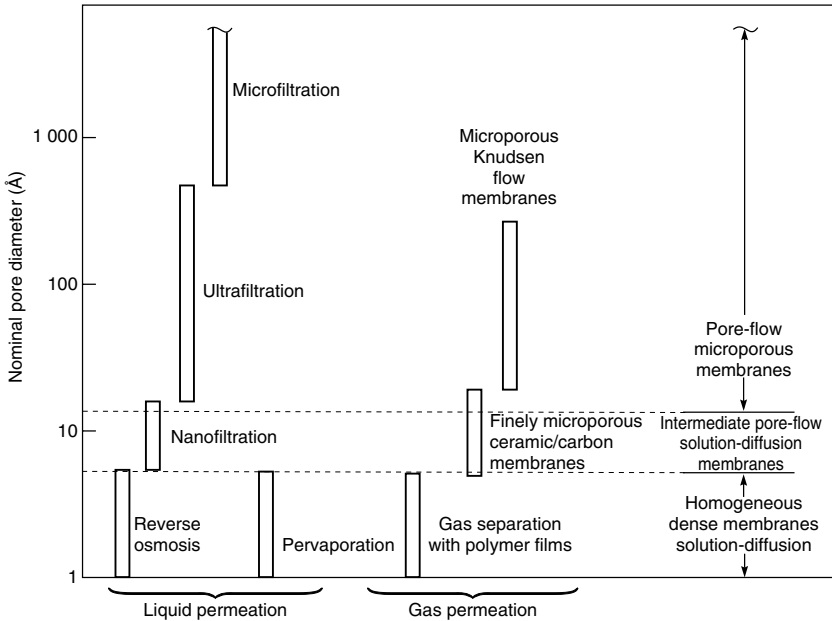 Nominal pore diameter (Å)
1 000
100
10
1
Microfiltration
Ultrafiltration
Nanofiltration
Reverse
osmosis
Pervaporation
Microporous
Knudsen
flow
membranes
Finely microporous
ceramic/carbon
membranes
Gas separation
with polymer films
Pore-flow
microporous
membranes
Intermediate pore-flow
solution-diffusion
membranes
Homogeneous
dense membranes
solution-diffusion
Liquid permeation
Gas permeation